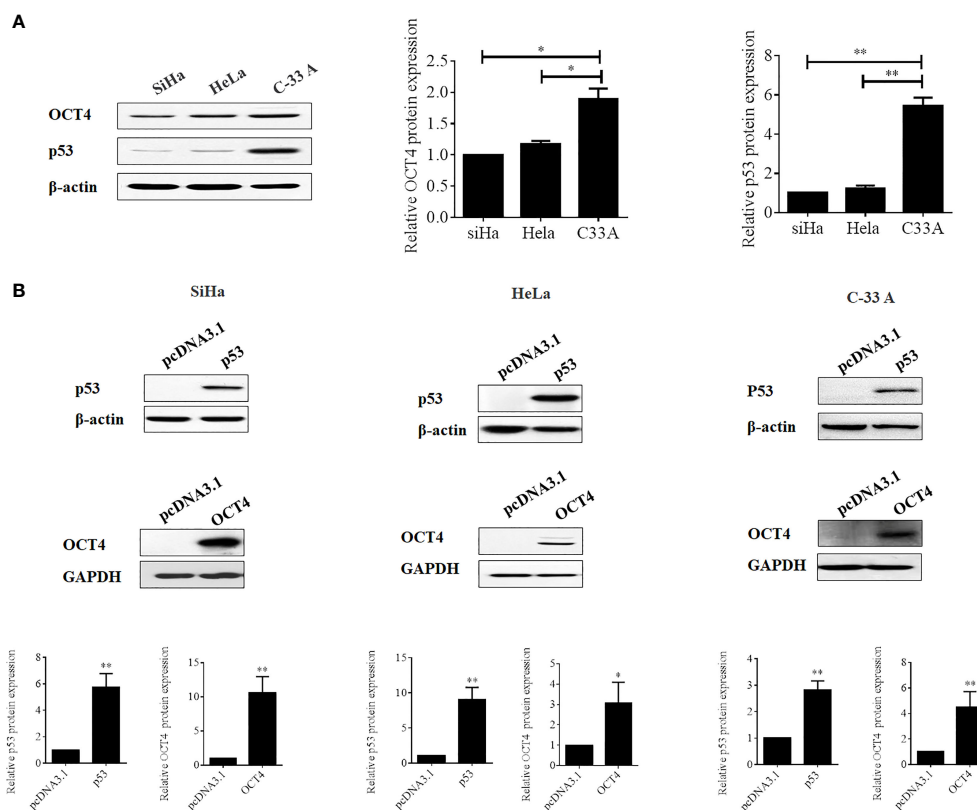 A
SiHa HeLa C-33 A
OCT4
p53
β-actin
Relative OCT4 protein expression
2.5
2.0
1.5
1.0
0.5
0.0
* *
siHa Hela C33A
Relative p53 protein expression
8
6
4
2
0
** **
siHa Hela C33A
B
SiHa
pcDNA3.1 p53
p53
β-actin
pcDNA3.1 OCT4
OCT4
GAPDH
HeLa
pcDNA3.1 p53
p53
β-actin
pcDNA3.1 OCT4
OCT4
GAPDH
C-33 A
pcDNA3.1 p53
P53
β-actin
pcDNA3.1 OCT4
OCT4
GAPDH
Relative p53 protein expression
8
6
4
2
0
**
pcDNA3.1 p53
Relative OCT4 protein expression
15
10
5
0
**
pcDNA3.1 OCT4
Relative p53 protein expression
15
10
5
0
**
pcDNA3.1 p53
Relative OCT4 protein expression
5
4
3
2
1
0
*
pcDNA3.1 OCT4
Relative p53 protein expression
4
3
2
1
0
**
pcDNA3.1 p53
Relative OCT4 protein expression
8
6
4
2
0
**
pcDNA3.1 OCT4